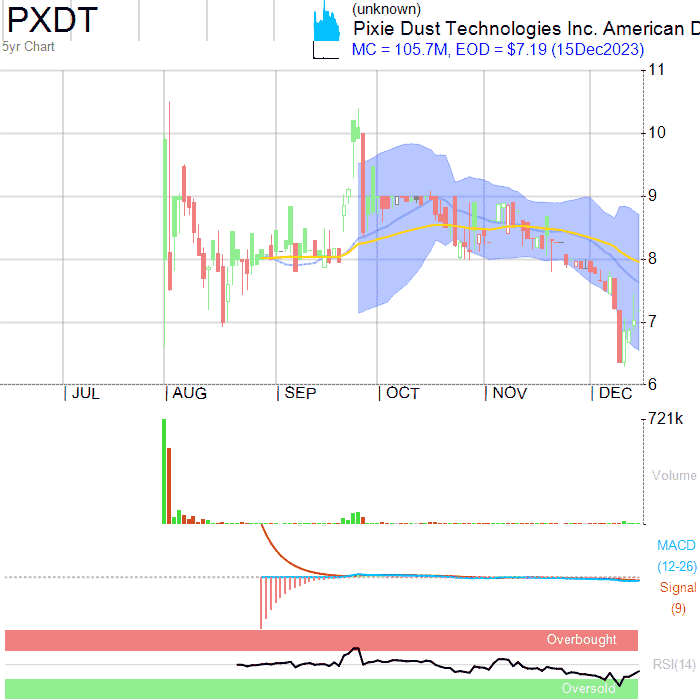 PXDT
5yr Chart
(unknown)
Pixie Dust Technologies Inc. American D
MC = 105.7M, EOD = $7.19 (15Dec2023)
11
10
9
8
7
6
JUL
AUG
SEP
OCT
NOV
DEC
721k
Volume
MACD
(12-26)
Signal
(9)
Overbought
RSI(14)
Oversold